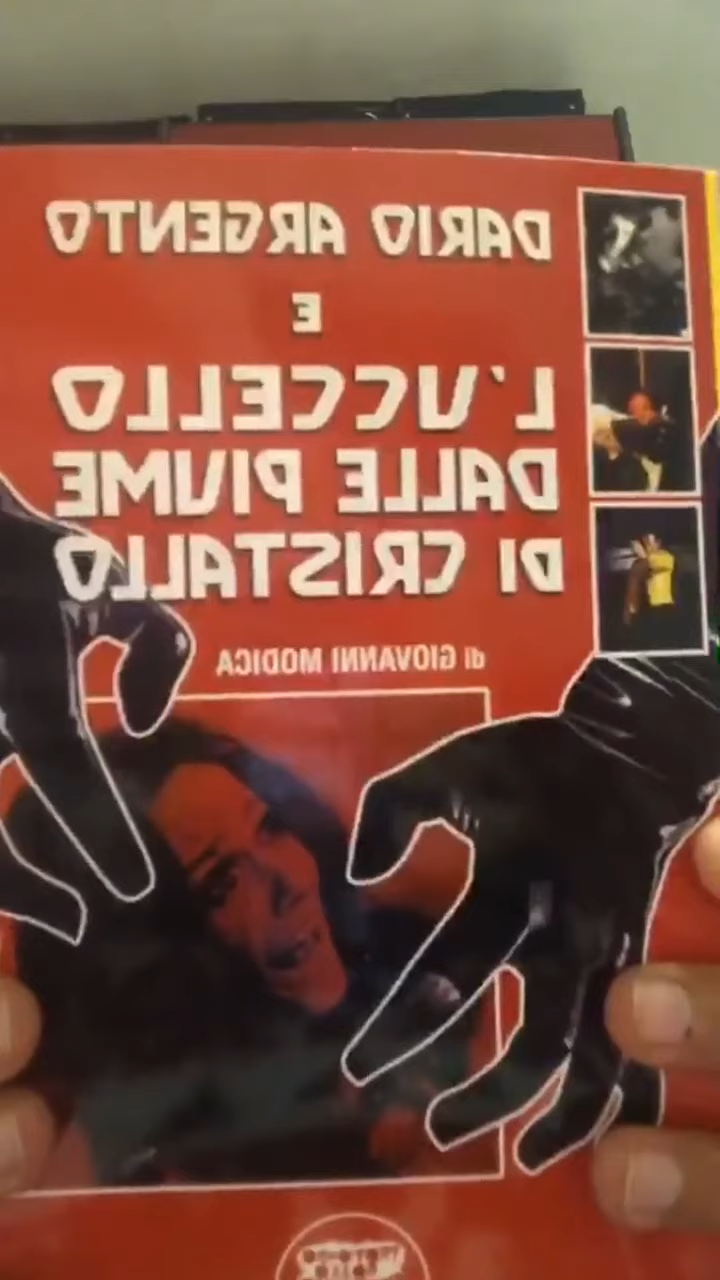 DARIO ARGENTO
E
L'UCCELLO
DALLE PIUME
DI CRISTALLO
di GIOVANNI MODICA